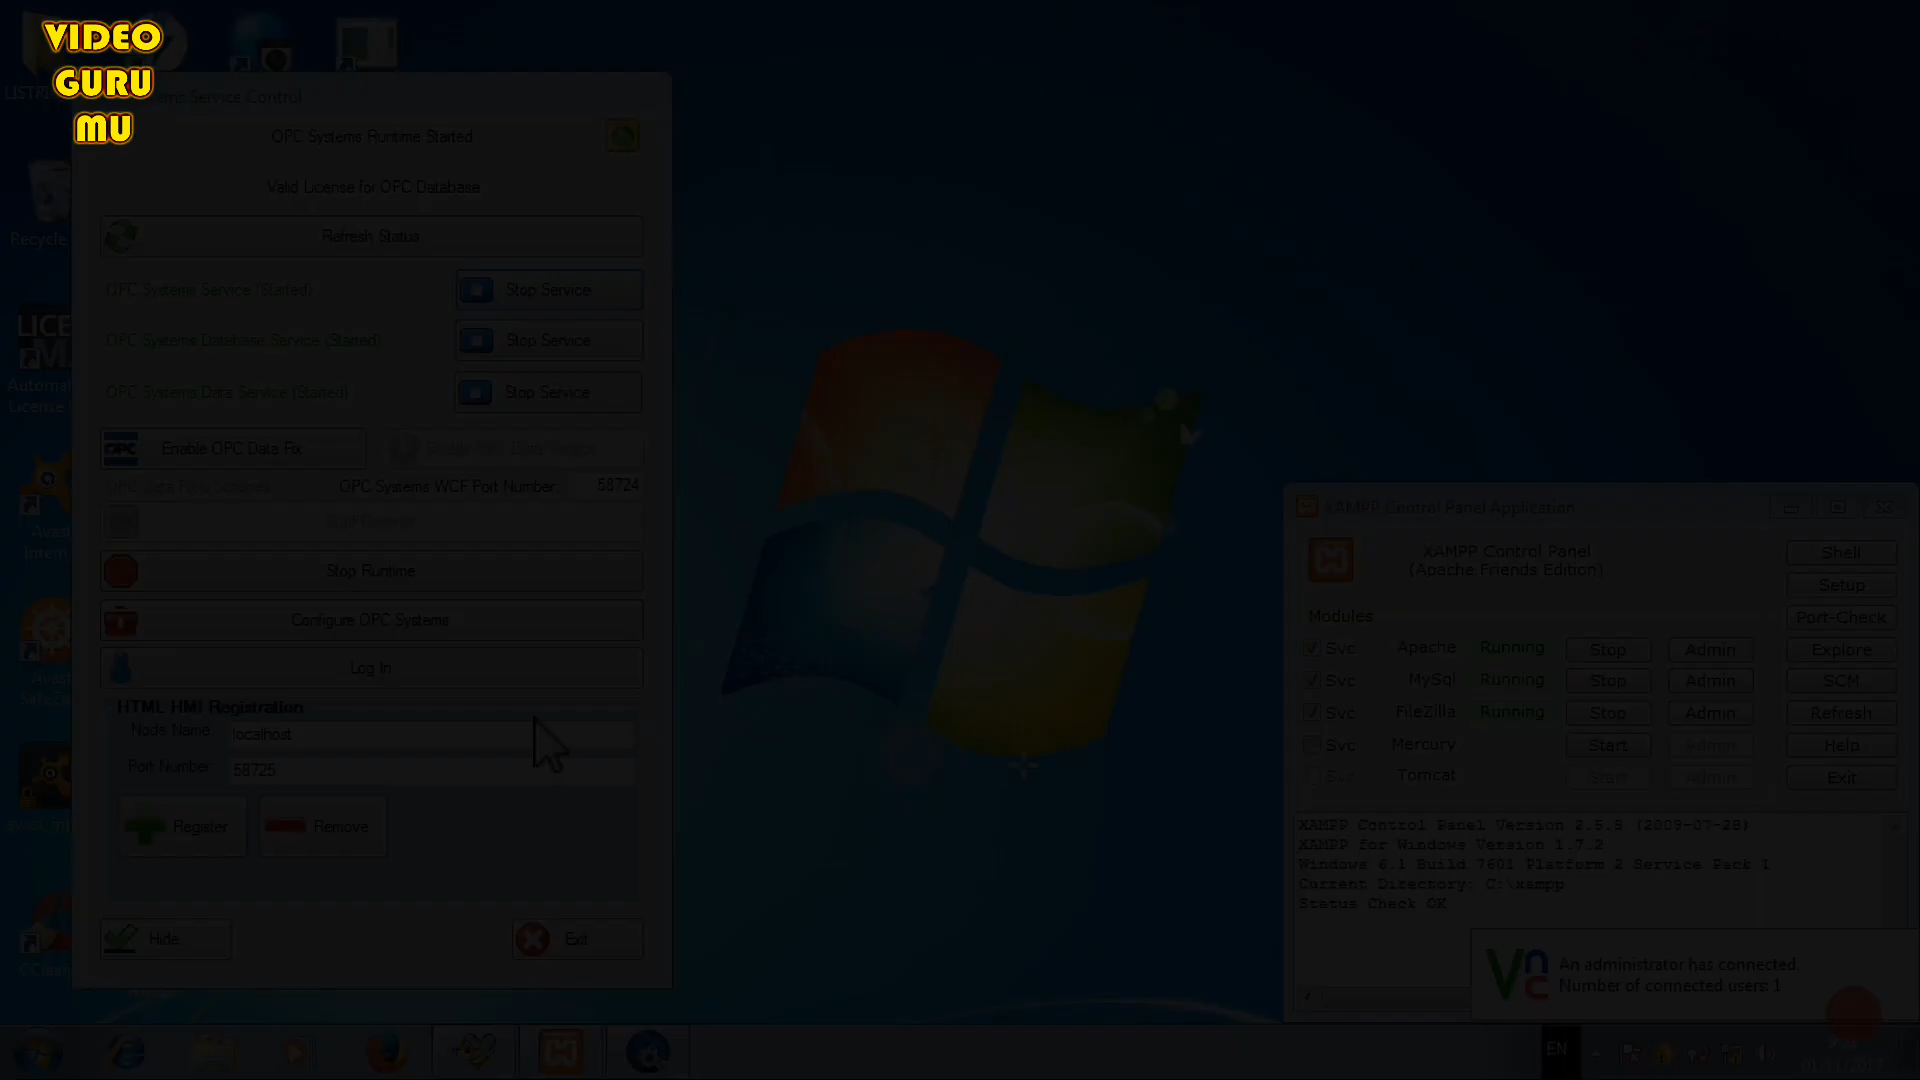 VIDEO
GURU
MU
Service Control
OPC Systems Runtime Started
Valid License for OPC Database
Refresh Status
OPC Systems Service (Started)
Stop Service
OPC Systems Database Service (Started)
Stop Service
OPC Systems Data Service (Started)
Stop Service
Enable OPC Data Fix
OPC Systems WCF Port Number:
58724
Stop Runtime
Configure OPC Systems
Log In
HTML HMI Registration
Node Name:
localhost
Port Number:
58725
Register
Remove
Hide
Exit
Recycle
XAMPP Control Panel Application
XAMPP Control Panel
(Apache Friends Edition)
Modules
Svc Apache Running Stop Admin
Svc MySql Running Stop Admin
Svc FileZilla Running Stop Admin
Svc Mercury Start Admin
Svc Tomcat Start Admin
Shell
Setup
Port-Check
Explore
SCM
Refresh
Help
Exit
XAMPP Control Panel Version 2.5.8 (2009-07-28)
XAMPP for Windows Version 1.7.2
Windows 6.1 Build 7601 Platform 2 Service Pack 1
Current Directory: C:\xampp
Status Check OK
An administrator has connected.
Number of connected users: 1
EN